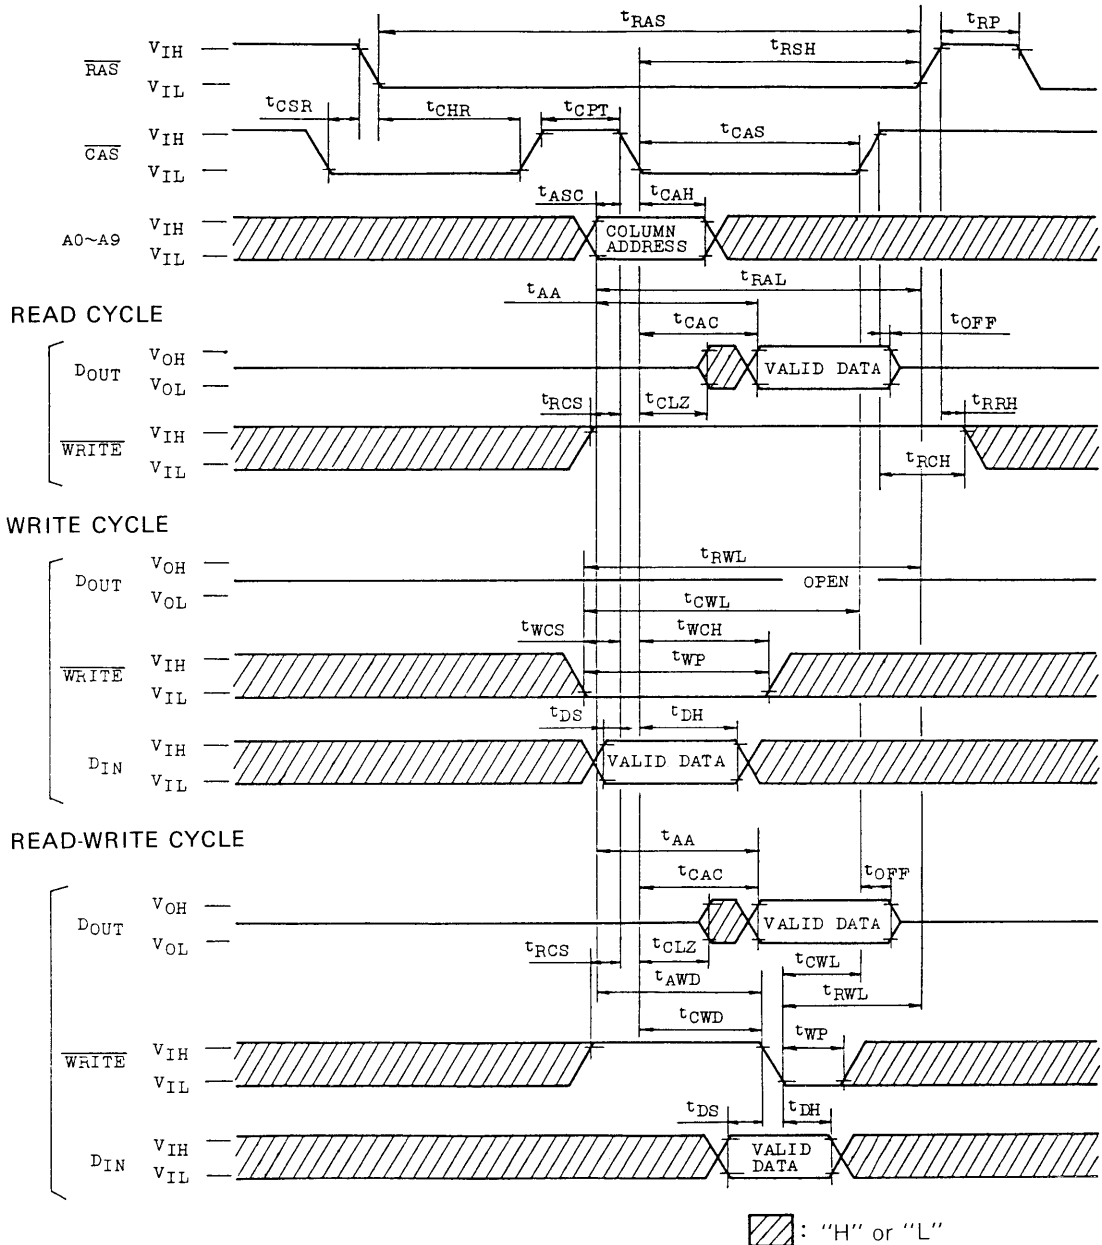 tRAS
tRP
tRSH
RAS VIH
VIL
tCSR tCHR tCPT
tCAS
CAS VIH
VIL
tASC tCAH
A0~A9 VIH
VIL
COLUMN
ADDRESS
tRAL
tAA
READ CYCLE
tCAC tOFF
DOUT VOH
VOL
VALID DATA
tRCS tCLZ tRRH
WRITE VIH
VIL
tRCH
WRITE CYCLE
tRWL
DOUT VOH
VOL
OPEN
tCWL
tWCS tWCH
WRITE VIH
VIL
tWP
tDS tDH
DIN VIH
VIL
VALID DATA
READ-WRITE CYCLE
tAA
tCAC tOFF
DOUT VOH
VOL
VALID DATA
tRCS tCLZ tCWL
tAWD tRWL
tCWD tWP
WRITE VIH
VIL
tDS tDH
DIN VIH
VIL
VALID
DATA
: "H" or "L"